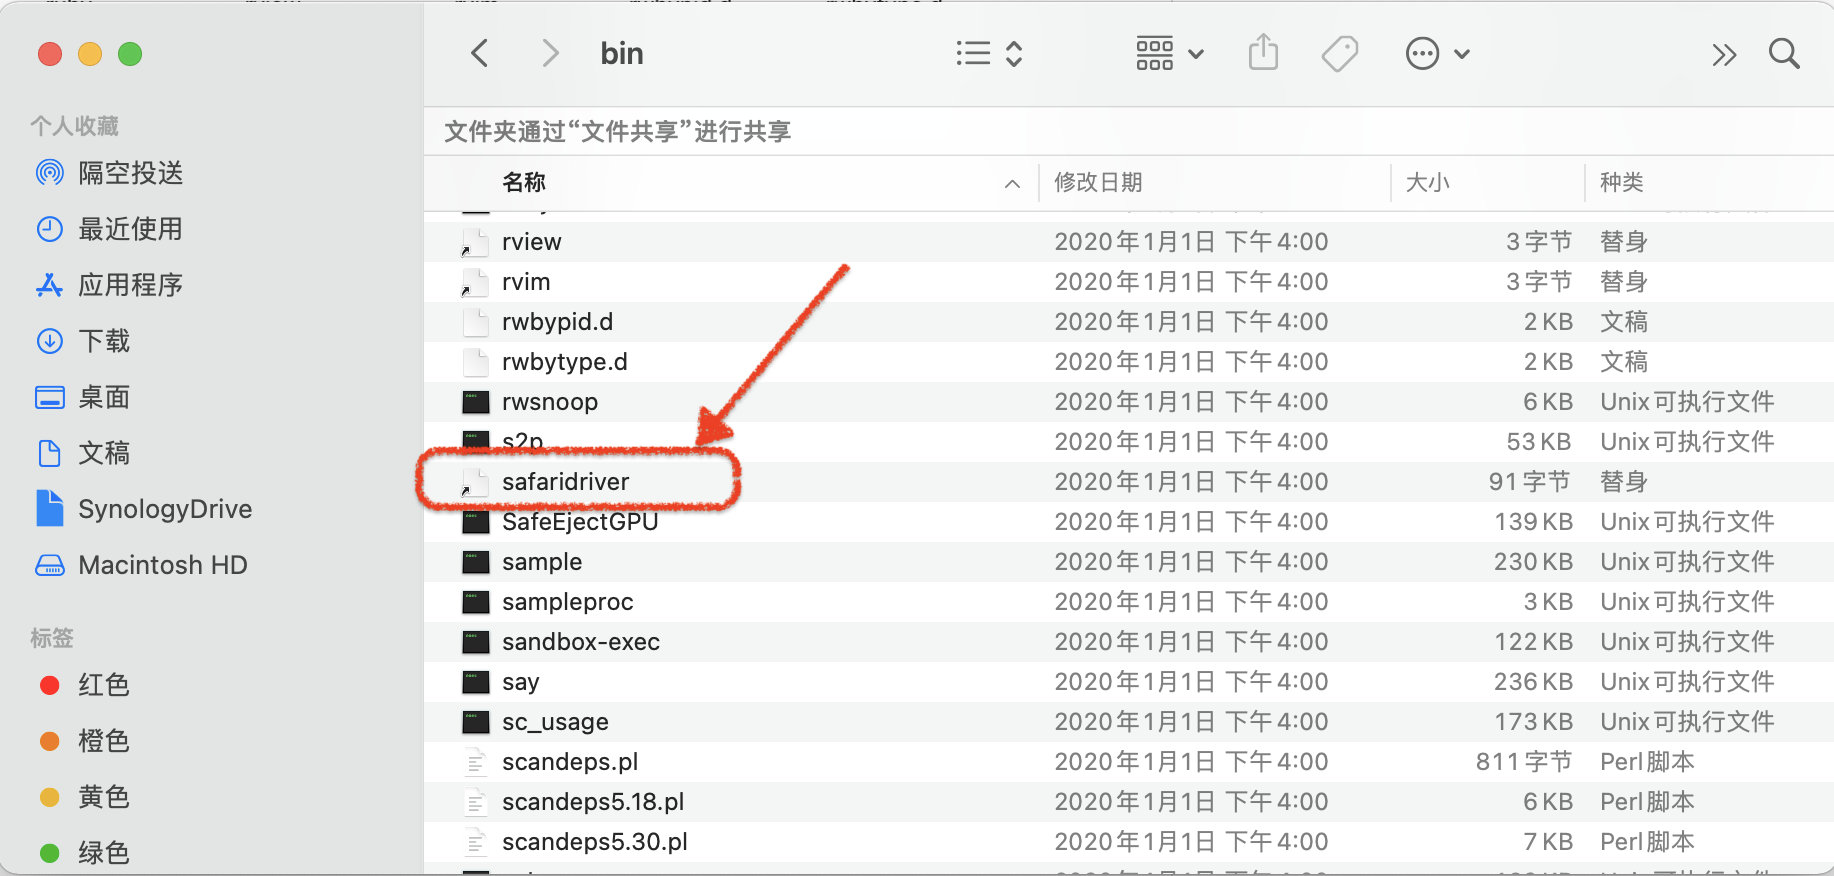 bin
个人收藏
隔空投送
最近使用
应用程序
下载
桌面
文稿
SynologyDrive
Macintosh HD
标签
红色
橙色
黄色
绿色
文件夹通过“文件共享”进行共享
名称 修改日期 大小 种类
rview 2020年1月1日 下午4:00 3 字节 替身
rvim 2020年1月1日 下午4:00 3 字节 替身
rwbypid.d 2020年1月1日 下午4:00 2 KB 文稿
rwbytype.d 2020年1月1日 下午4:00 2 KB 文稿
rwsnoop 2020年1月1日 下午4:00 6 KB Unix可执行文件
s2p 2020年1月1日 下午4:00 53 KB Unix可执行文件
safaridriver 2020年1月1日 下午4:00 91 字节 替身
SafeEjectGPU 2020年1月1日 下午4:00 139 KB Unix可执行文件
sample 2020年1月1日 下午4:00 230 KB Unix可执行文件
sampleproc 2020年1月1日 下午4:00 3 KB Unix可执行文件
sandbox-exec 2020年1月1日 下午4:00 122 KB Unix可执行文件
say 2020年1月1日 下午4:00 236 KB Unix可执行文件
sc_usage 2020年1月1日 下午4:00 173 KB Unix可执行文件
scandeps.pl 2020年1月1日 下午4:00 811 字节 Perl脚本
scandeps5.18.pl 2020年1月1日 下午4:00 6 KB Perl脚本
scandeps5.30.pl 2020年1月1日 下午4:00 7 KB Perl脚本